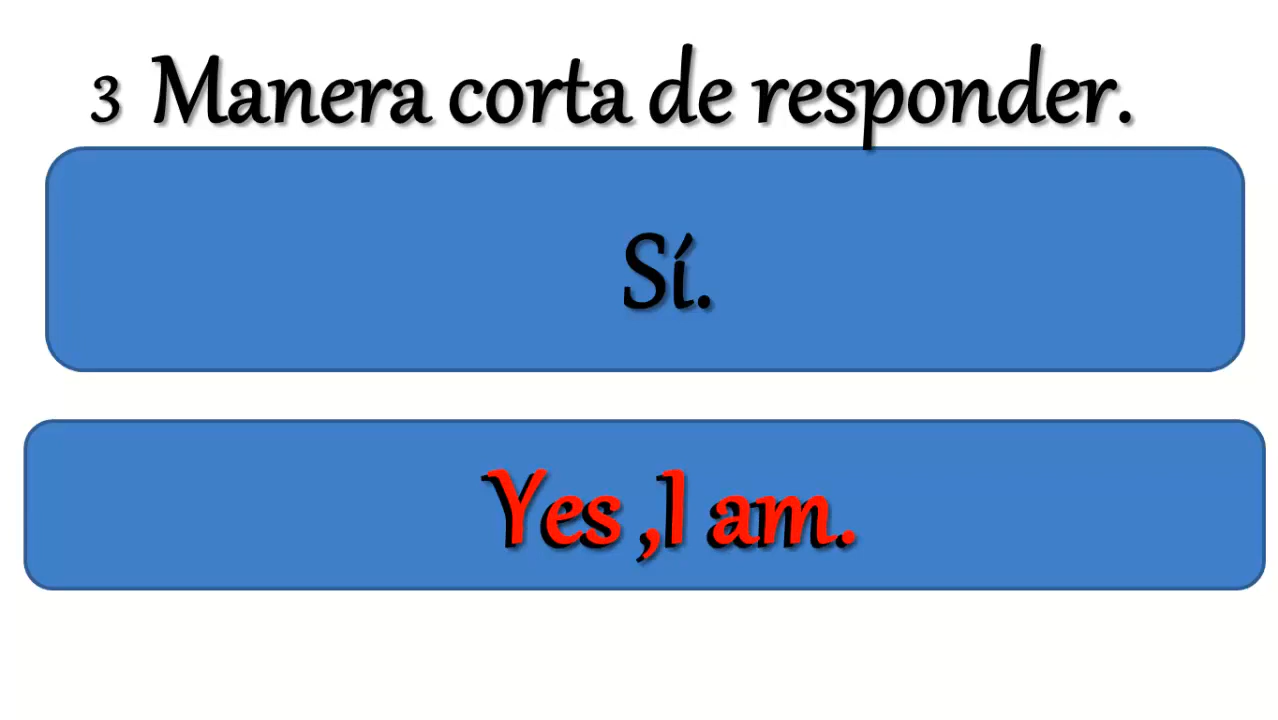 3 Manera corta de responder.
Sí.
Yes ,I am.